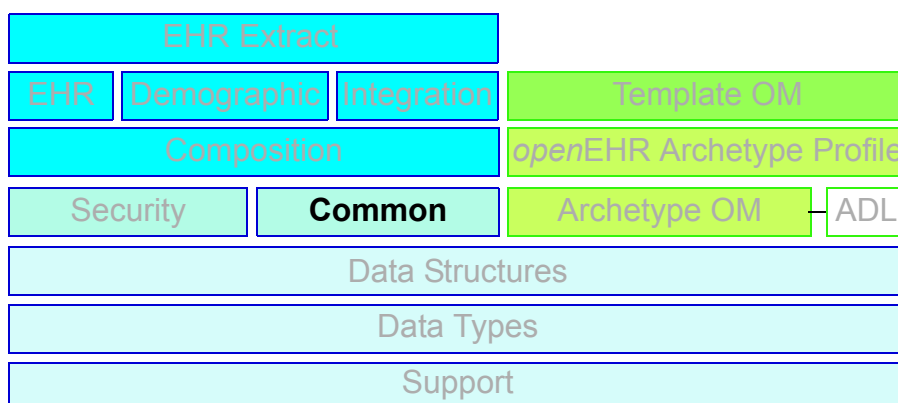 EHR Extract
EHR Demographic Integration Template OM
Composition openEHR Archetype Profile
Security Common Archetype OM ADL
Data Structures
Data Types
Support